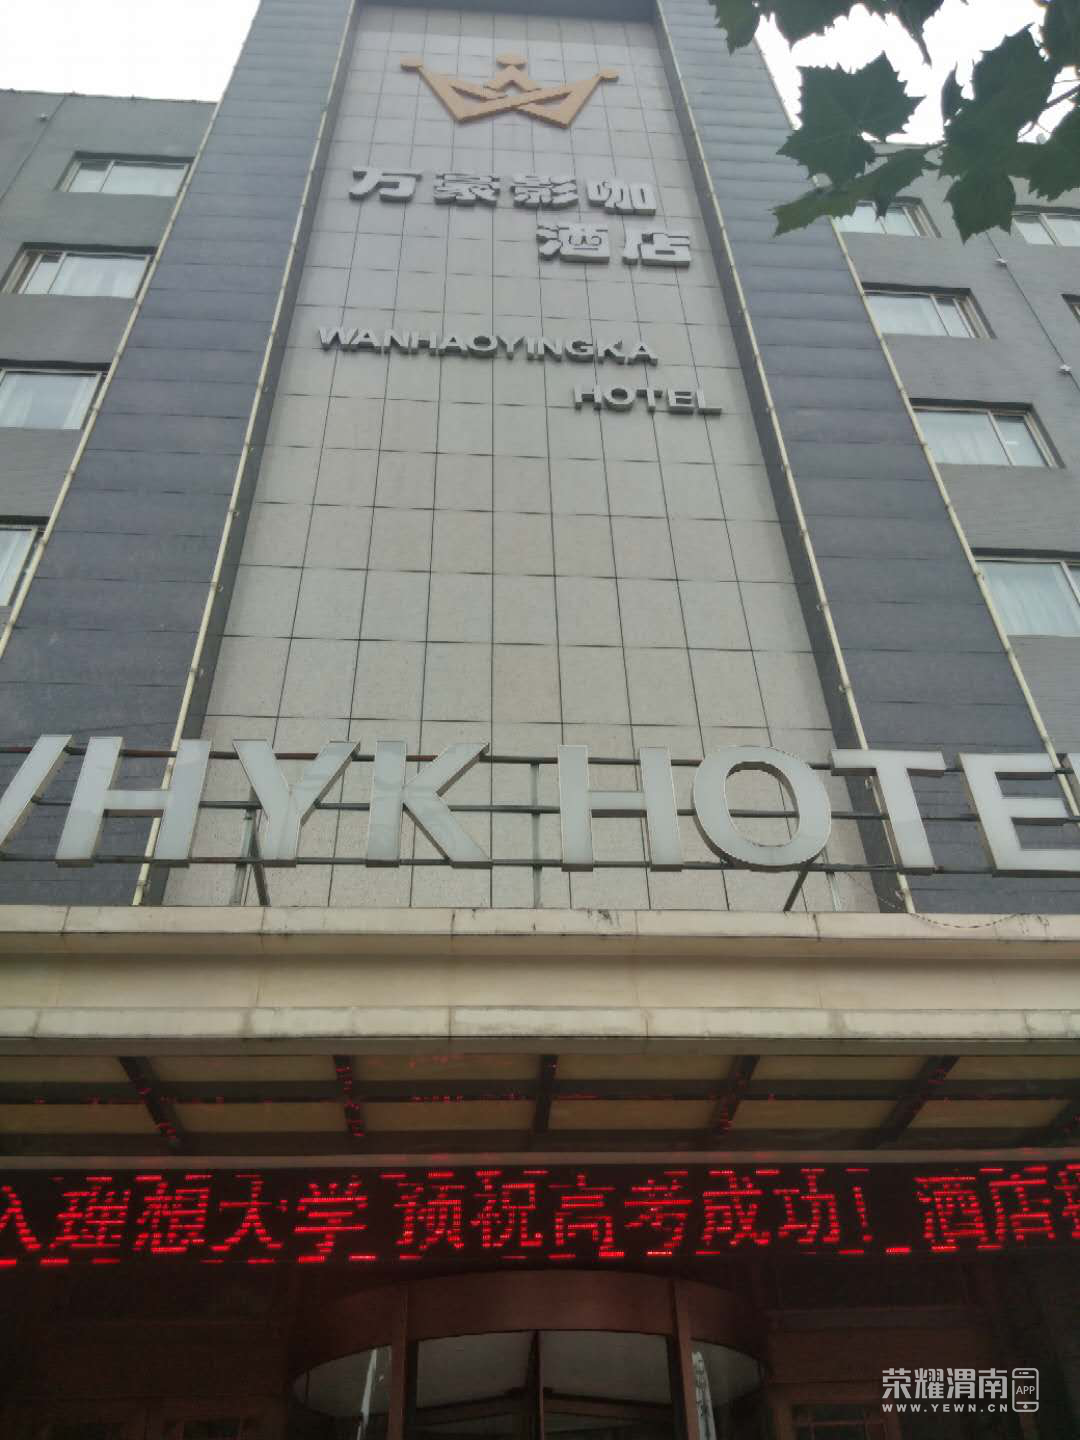 万豪影咖
酒店
WANHAOYINGKA
HOTEL
HYK HOTE
入理想大学 预祝高考成功！酒店
荣耀渭南 APP
WWW.YEWN.CN